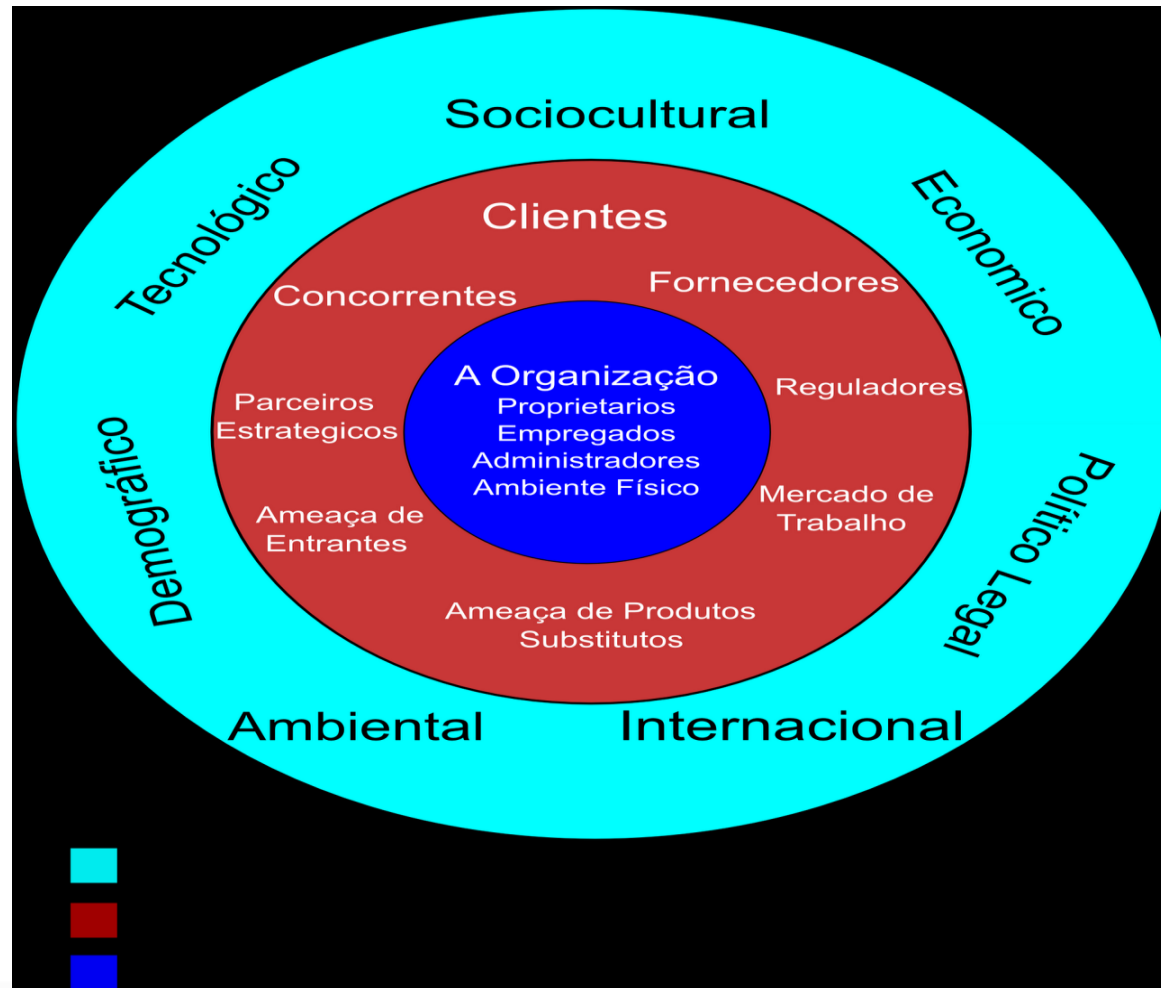 Sociocultural
Tecnológico
Economico
Clientes
Concorrentes
Fornecedores
A Organização
Proprietarios
Empregados
Administradores
Ambiente Físico
Parceiros
Estrategicos
Reguladores
Demográfico
Político Legal
Ameaça de
Entrantes
Mercado de
Trabalho
Ameaça de Produtos
Substitutos
Ambiental
Internacional